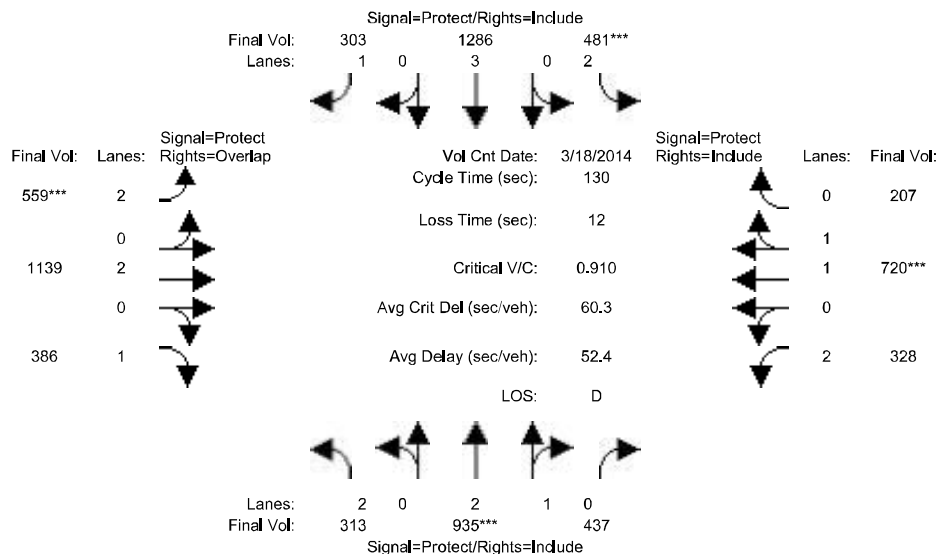 Signal=Protect/Rights=Include
Final Vol: 303 1286 481***
Lanes: 1 0 3 0 2
Signal=Protect
Final Vol: Lanes: Rights=Overlap
Vol Cnt Date: 3/18/2014
Signal=Protect
Rights=Include Lanes: Final Vol:
Cycle Time (sec): 130
559*** 2
0 207
Loss Time (sec): 12
0
1
1139 2
Critical V/C: 0.910
1 720***
0
Avg Crit Del (sec/veh): 60.3
0
386 1
Avg Delay (sec/veh): 52.4
2 328
LOS: D
Lanes: 2 0 2 1 0
Final Vol: 313 935*** 437
Signal=Protect/Rights=Include